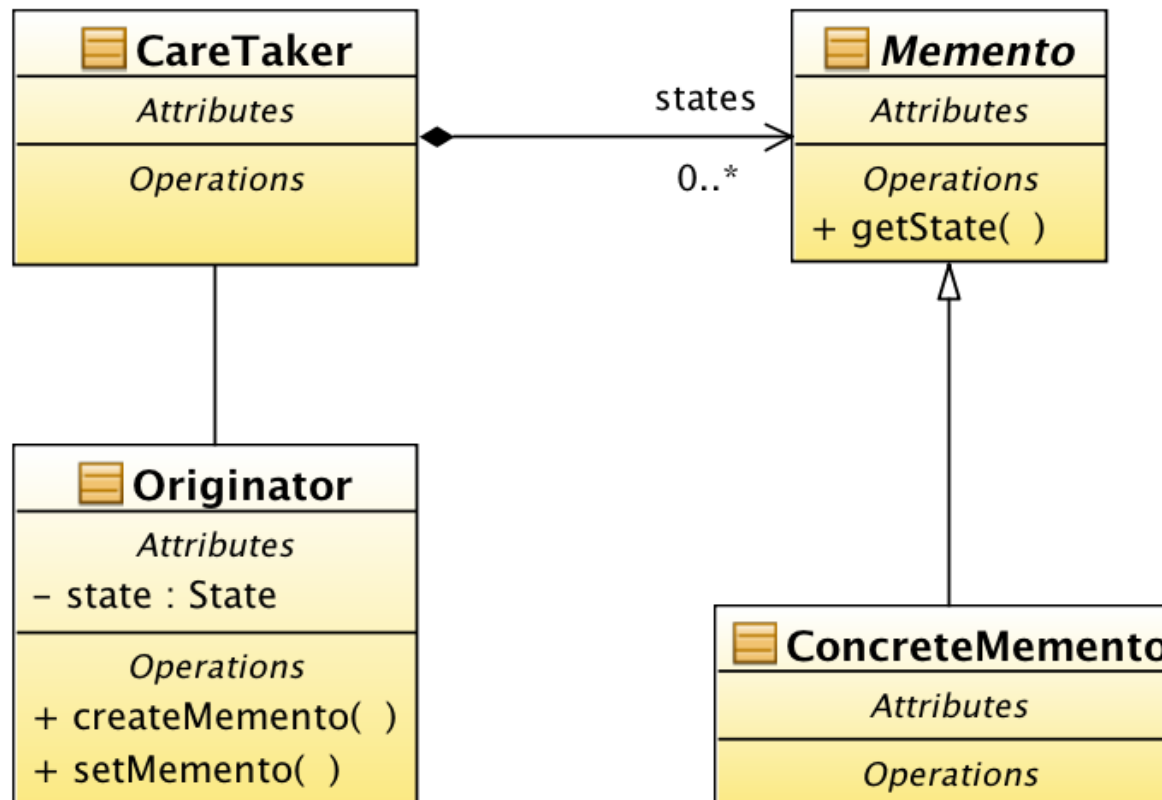 CareTaker
Attributes
Operations
states
0..*
Memento
Attributes
Operations
+ getState( )
Originator
Attributes
– state : State
Operations
+ createMemento( )
+ setMemento( )
ConcreteMemento
Attributes
Operations